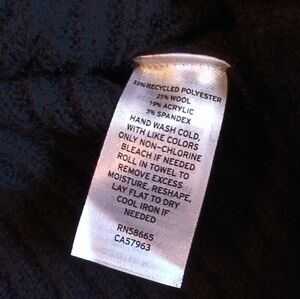 53% RECYCLED POLYESTER
25% WOOL
19% ACRYLIC
3% SPANDEX
HAND WASH COLD,
WITH LIKE COLORS
ONLY NON-CHLORINE
BLEACH IF NEEDED
ROLL IN TOWEL TO
REMOVE EXCESS
MOISTURE, RESHAPE,
LAY FLAT TO DRY
COOL IRON IF
NEEDED
RN58665
CA57963